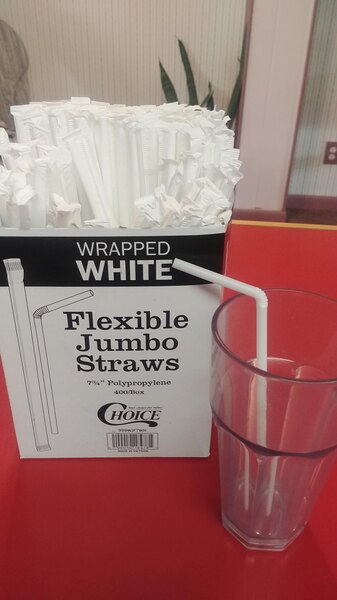 WRAPPED
WHITE
Flexible
Jumbo
Straws
7¾" Polypropylene
400/Box
CHOICE